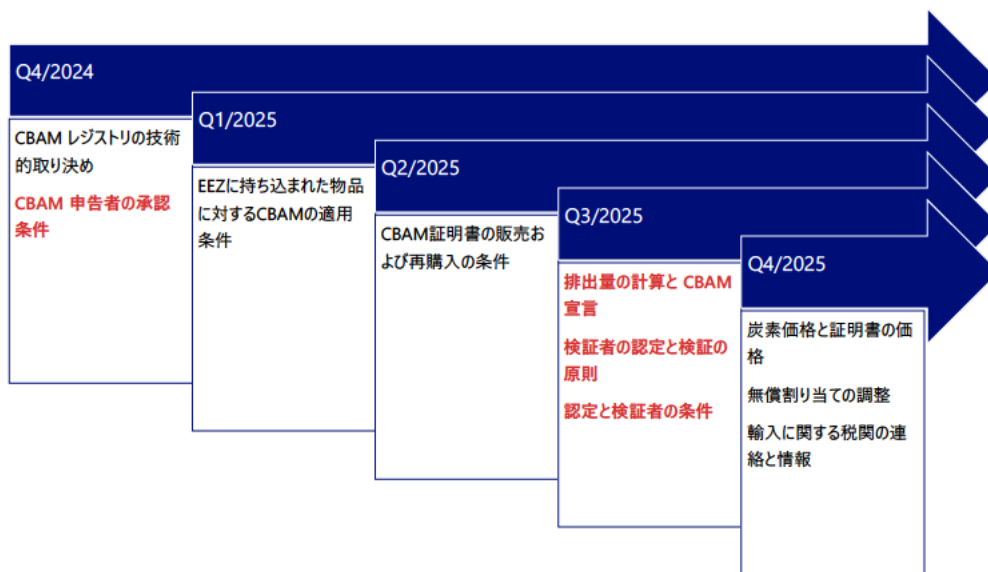 Q4/2024
CBAM レジストリの技術
的取り決め
CBAM 申告者の承認
条件
Q1/2025
EEZに持ち込まれた物品
に対するCBAMの適用
条件
Q2/2025
CBAM証明書の販売お
よび再購入の条件
Q3/2025
排出量の計算と CBAM
宣言
検証者の認定と検証の
原則
認定と検証者の条件
Q4/2025
炭素価格と証明書の価
格
無償割り当ての調整
輸入に関する税関の連
絡と情報